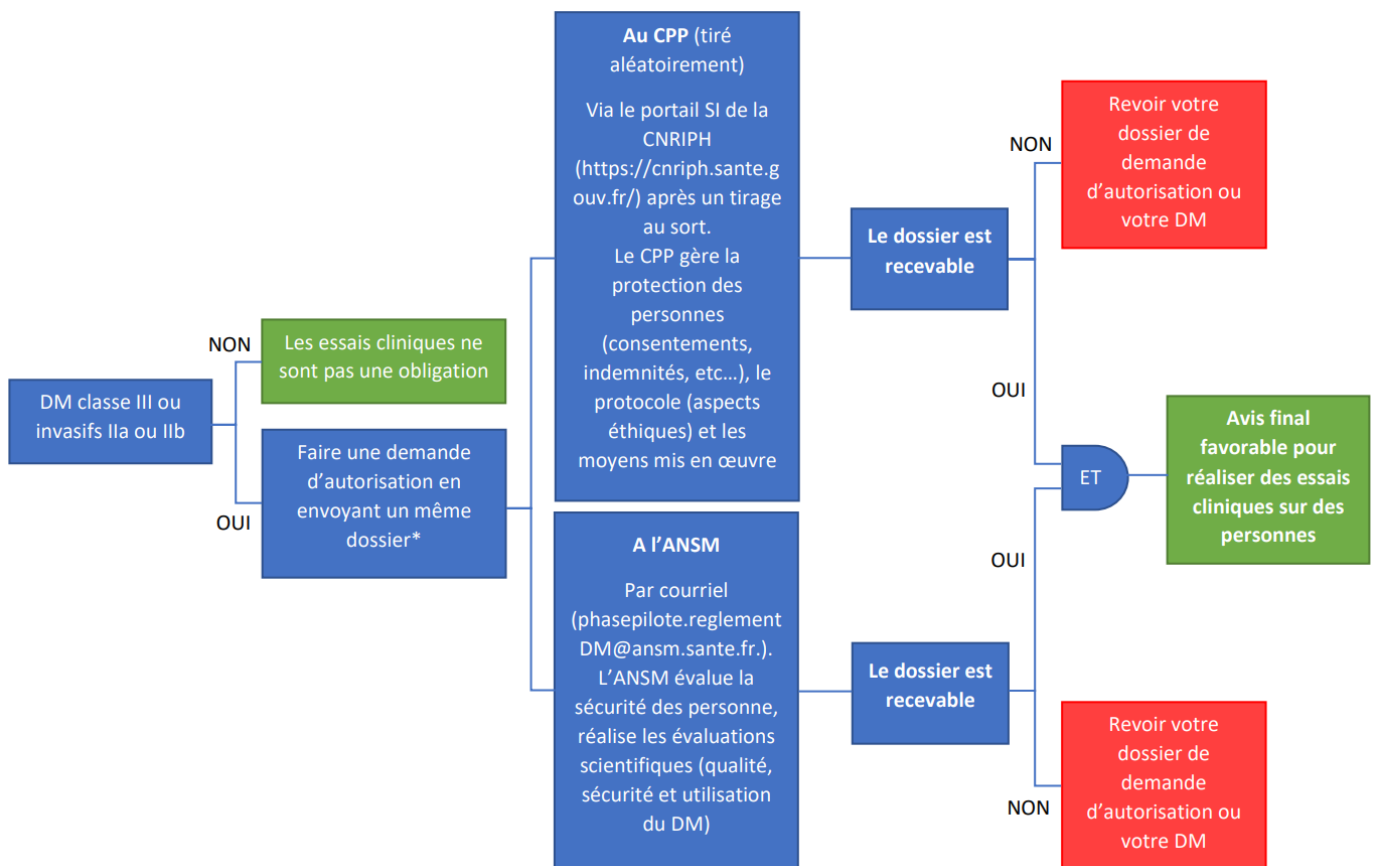 DM classe III ou
invasifs IIa ou IIb
NON
Les essais cliniques ne
sont pas une obligation
OUI
Faire une demande
d'autorisation en
envoyant un même
dossier*
Au CPP (tiré
aléatoirement)
Via le portail SI de la
CNRIPH
(https://cnriph.sante.g
ouv.fr/) après un tirage
au sort.
Le CPP gère la
protection des
personnes
(consentements,
indemnités, etc…), le
protocole (aspects
éthiques) et les
moyens mis en œuvre
A l'ANSM
Par courriel
(phasepilote.reglement
DM@ansm.sante.fr.).
L'ANSM évalue la
sécurité des personne,
réalise les évaluations
scientifiques (qualité,
sécurité et utilisation
du DM)
Le dossier est
recevable
Le dossier est
recevable
NON
Revoir votre
dossier de
demande
d'autorisation ou
votre DM
OUI
ET
OUI
Avis final
favorable pour
réaliser des essais
cliniques sur des
personnes
NON
Revoir votre
dossier de
demande
d'autorisation ou
votre DM